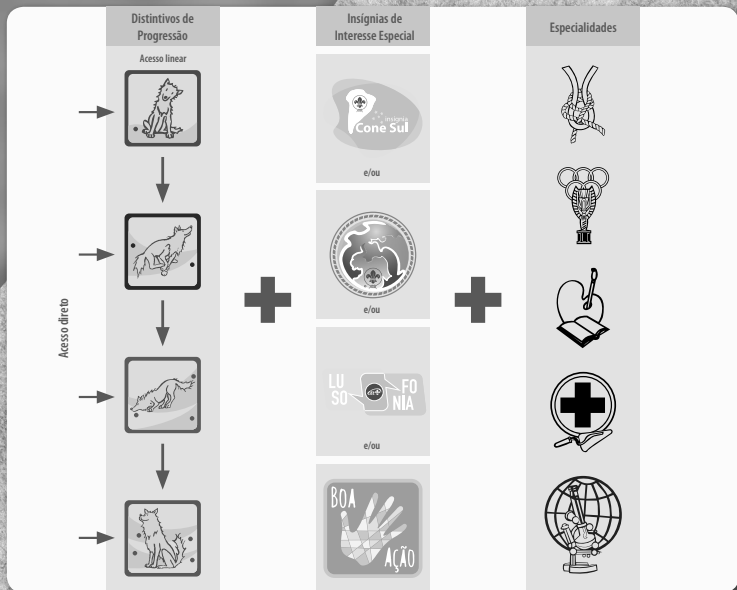 Distintivos de
Progressão
Acesso linear
Acesso direto
Insígnias de
Interesse Especial
insígnia
Cone Sul
e/ou
e/ou
LU
SO
FO
NIA
e/ou
BOA
AÇÃO
Especialidades